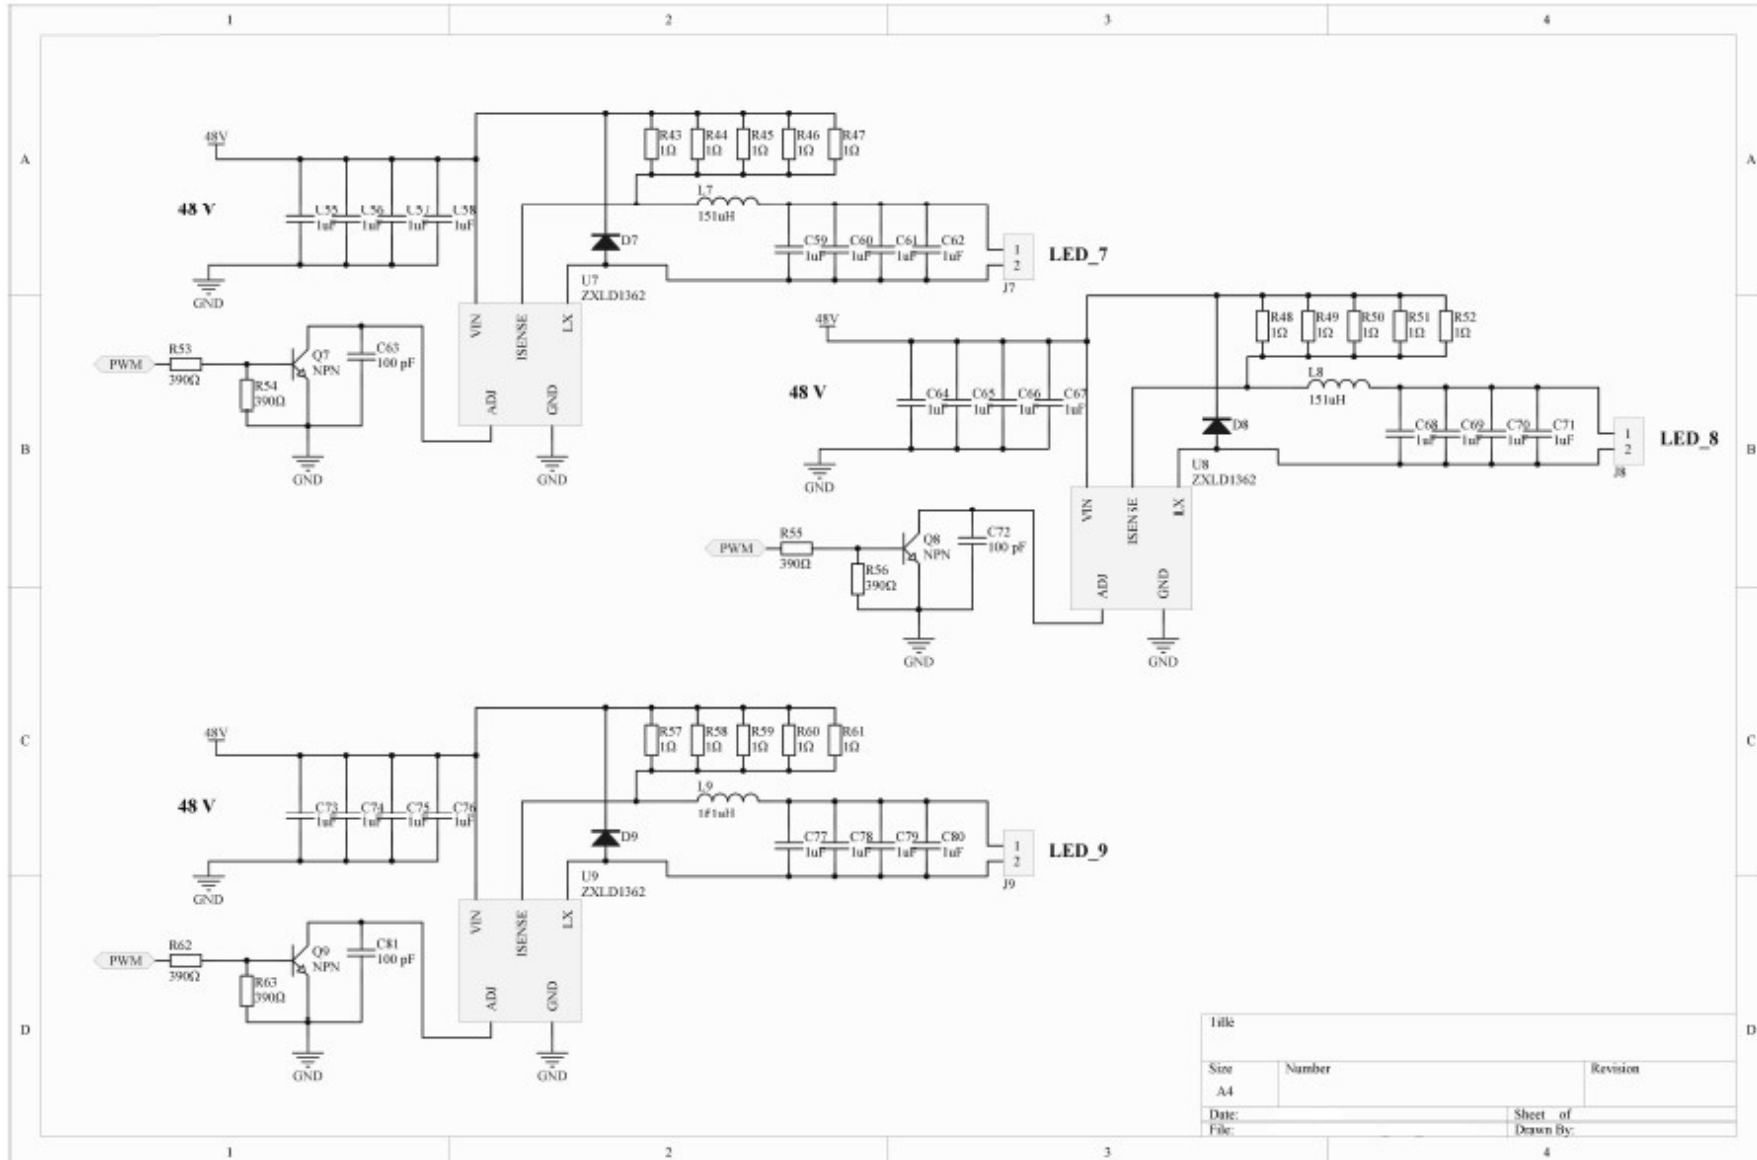 1 2 3 4
A A
48V
48 V
C55 C56 C57 C58
1uF 1uF 1uF 1uF
GND
R43 R44 R45 R46 R47
1Ω 1Ω 1Ω 1Ω 1Ω
L7
151uH
D7
C59 C60 C61 C62
1uF 1uF 1uF 1uF
1
2
J7
LED_7
U7
ZXLD1362
VIN ISENSE LX
ADJ GND
PWM
R53
390Ω
R54
390Ω
Q7
NPN
C63
100 pF
GND GND
B B
48V
48 V
C64 C65 C66 C67
1uF 1uF 1uF 1uF
GND
R48 R49 R50 R51 R52
1Ω 1Ω 1Ω 1Ω 1Ω
L8
151uH
D8
C68 C69 C70 C71
1uF 1uF 1uF 1uF
1
2
J8
LED_8
U8
ZXLD1362
VIN ISENSE LX
ADJ GND
PWM
R55
390Ω
R56
390Ω
Q8
NPN
C72
100 pF
GND GND
C C
48V
48 V
C73 C74 C75 C76
1uF 1uF 1uF 1uF
GND
R57 R58 R59 R60 R61
1Ω 1Ω 1Ω 1Ω 1Ω
L9
D9
C77 C78 C79 C80
1uF 1uF 1uF 1uF
1
2
J9
LED_9
U9
ZXLD1362
VIN ISENSE LX
ADJ GND
PWM
R62
390Ω
R63
390Ω
Q9
NPN
C81
100 pF
GND GND
D D
Title
Size Number Revision
A4
Date: Sheet of
File: Drawn By:
1 2 3 4